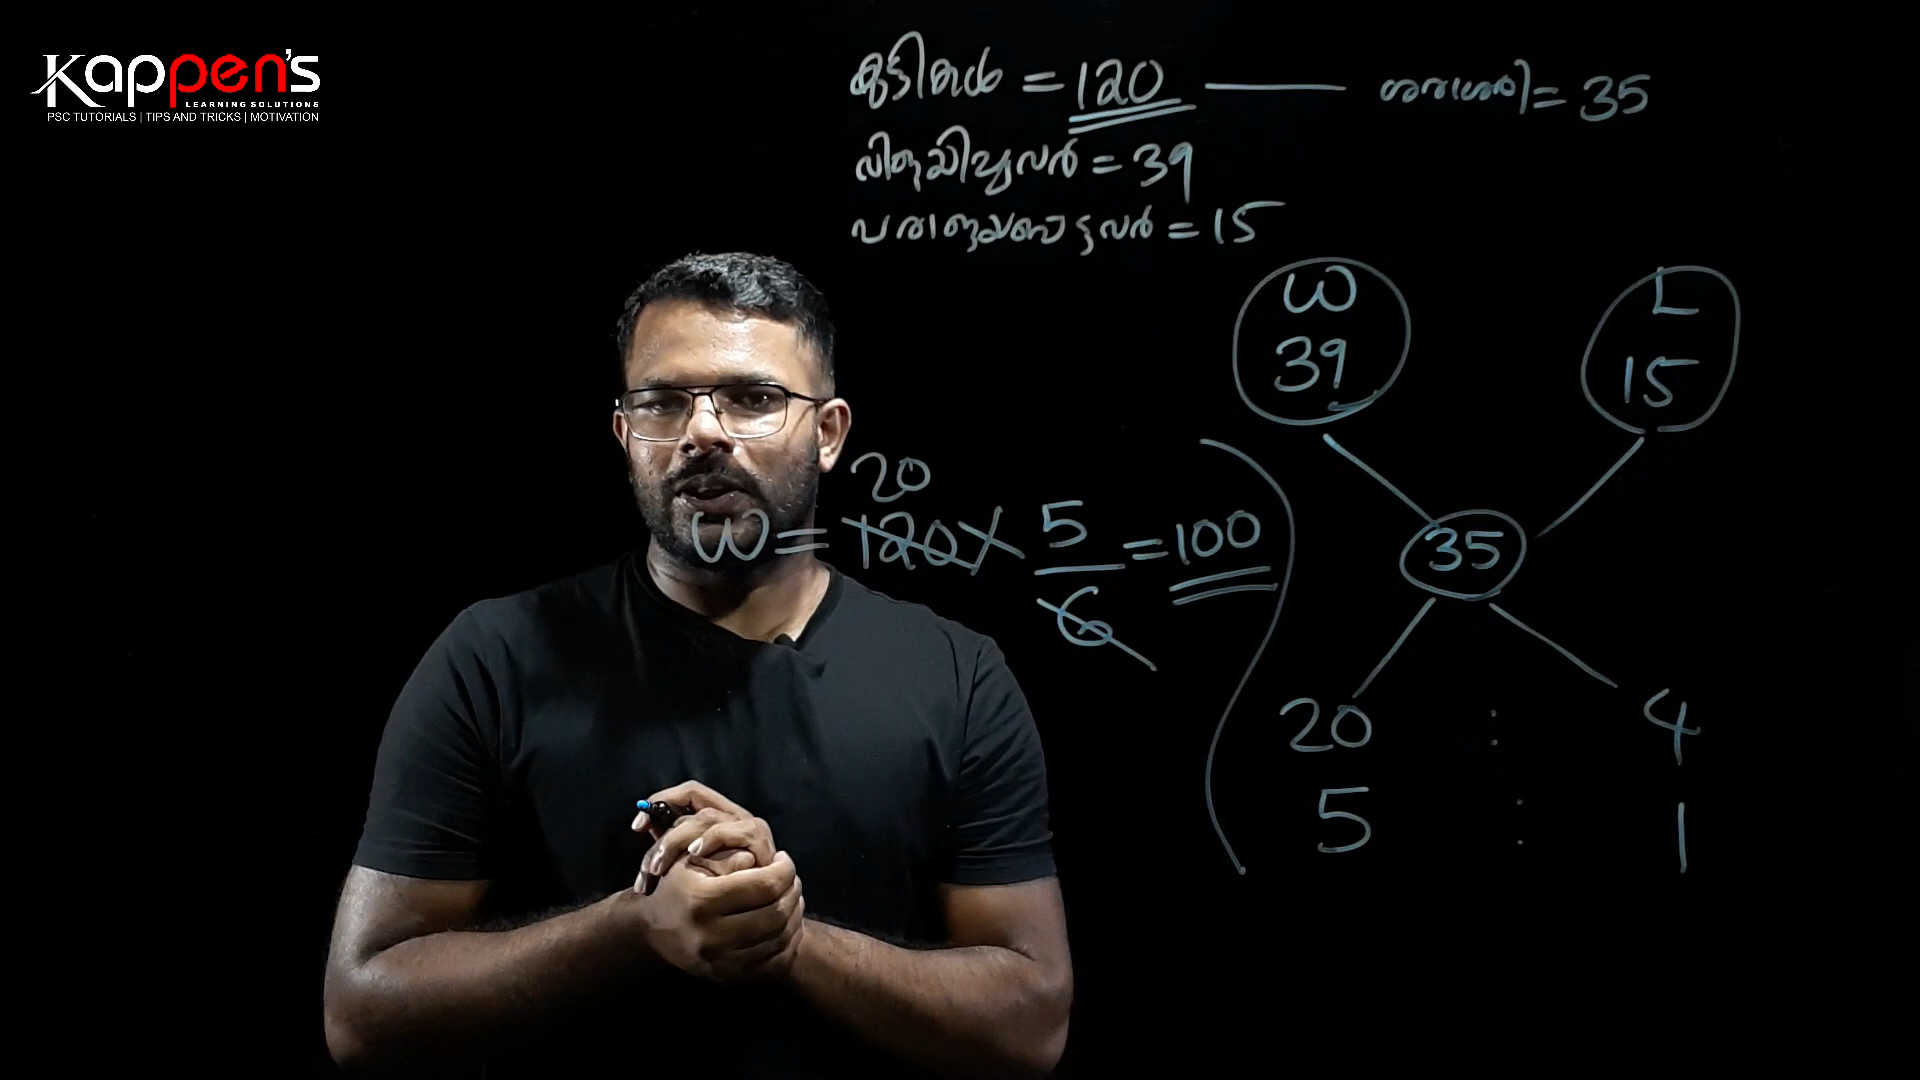 Kappen's
LEARNING SOLUTIONS
PSC TUTORIALS | TIPS AND TRICKS | MOTIVATION
കുട്ടികൾ = 120 —— ശരാശരി = 35
വിജയിച്ചവർ = 39
പരാജയപ്പെട്ടവർ = 15
W L
39 15
20
W = 120 × 5/6 = 100
35
20 : 4
5 : 1